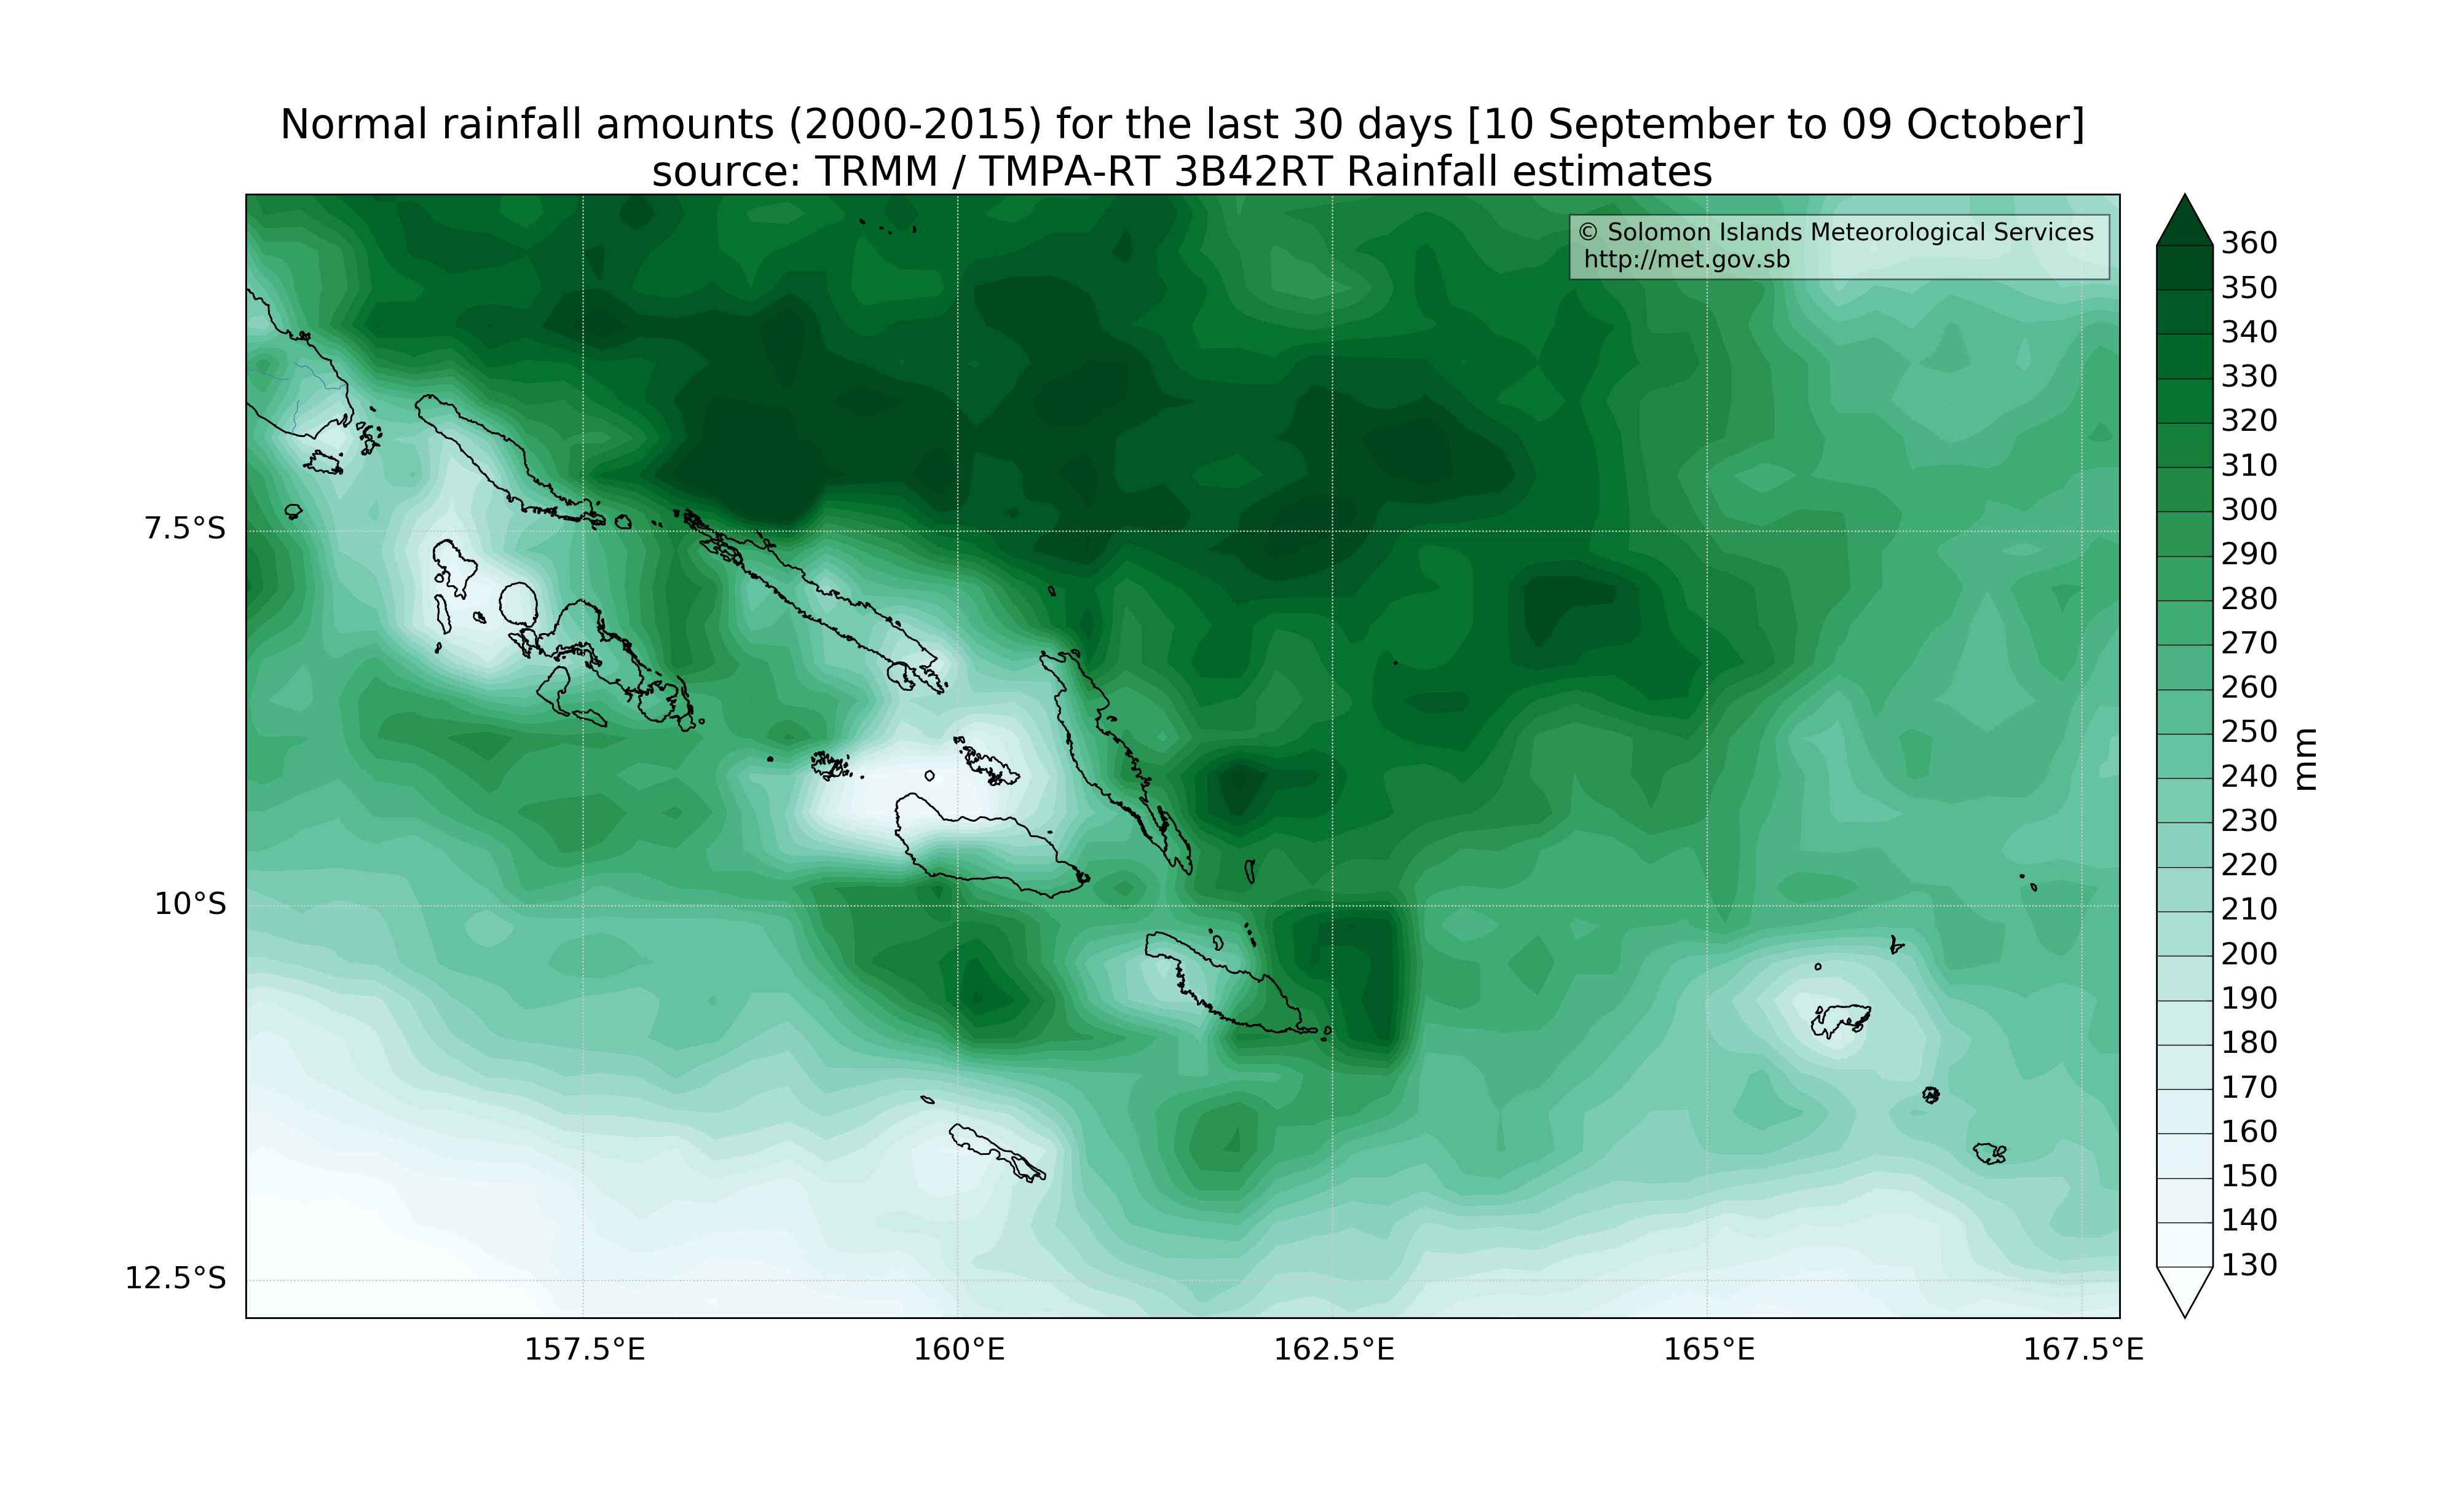 Normal rainfall amounts (2000-2015) for the last 30 days [10 September to 09 October]
source: TRMM / TMPA-RT 3B42RT Rainfall estimates
© Solomon Islands Meteorological Services
http://met.gov.sb
7.5°S
10°S
12.5°S
157.5°E
160°E
162.5°E
165°E
167.5°E
360
350
340
330
320
310
300
290
280
270
260
250
240
230
220
210
200
190
180
170
160
150
140
130
mm